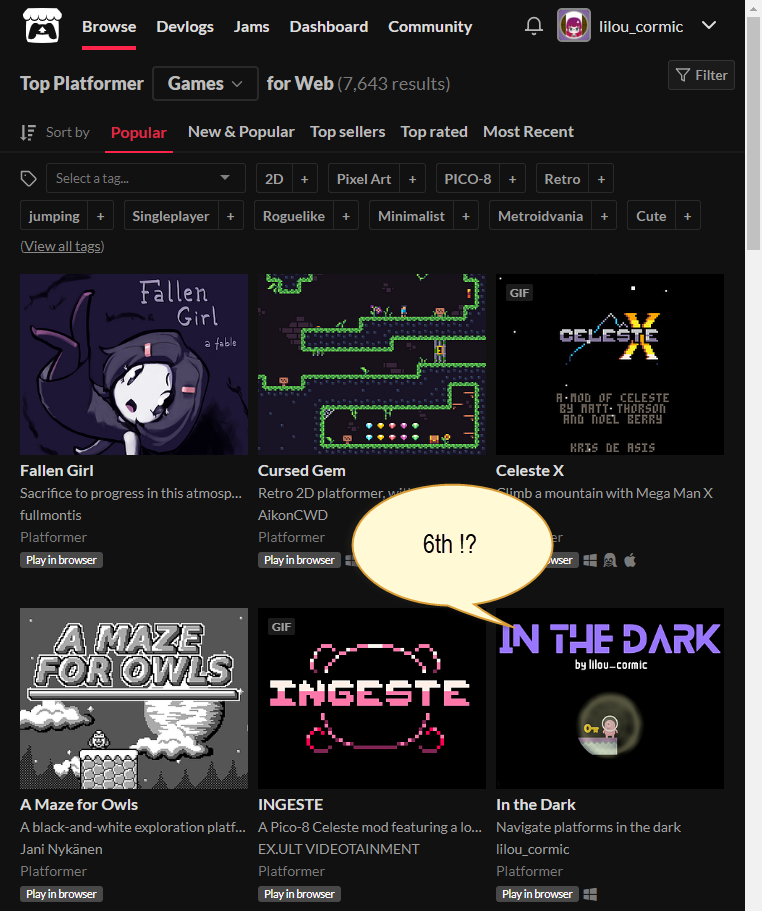 Browse Devlogs Jams Dashboard Community lilou_cormic
Top Platformer Games for Web (7,643 results) Filter
Sort by Popular New & Popular Top sellers Top rated Most Recent
Select a tag... 2D + Pixel Art + PICO-8 + Retro +
jumping + Singleplayer + Roguelike + Minimalist + Metroidvania + Cute +
(View all tags)
Fallen
Girl
a fable
GIF
CELESTE X
A MOD OF CELESTE
BY MATT THORSON
AND NOEL BERRY
KRIS DE ASIS
Fallen Girl
Sacrifice to progress in this atmosp...
fullmontis
Platformer
Play in browser
Cursed Gem
Retro 2D platformer,
AikonCWD
Platformer
Play in browser
Celeste X
Climb a mountain with Mega Man X
6th !?
A MAZE
FOR OWLS
GIF
INGESTE
IN THE DARK
by lilou_cormic
A Maze for Owls
A black-and-white exploration platf...
Jani Nykänen
Platformer
Play in browser
INGESTE
A Pico-8 Celeste mod featuring a lo...
EX.ULT VIDEOTAINMENT
Platformer
Play in browser
In the Dark
Navigate platforms in the dark
lilou_cormic
Platformer
Play in browser